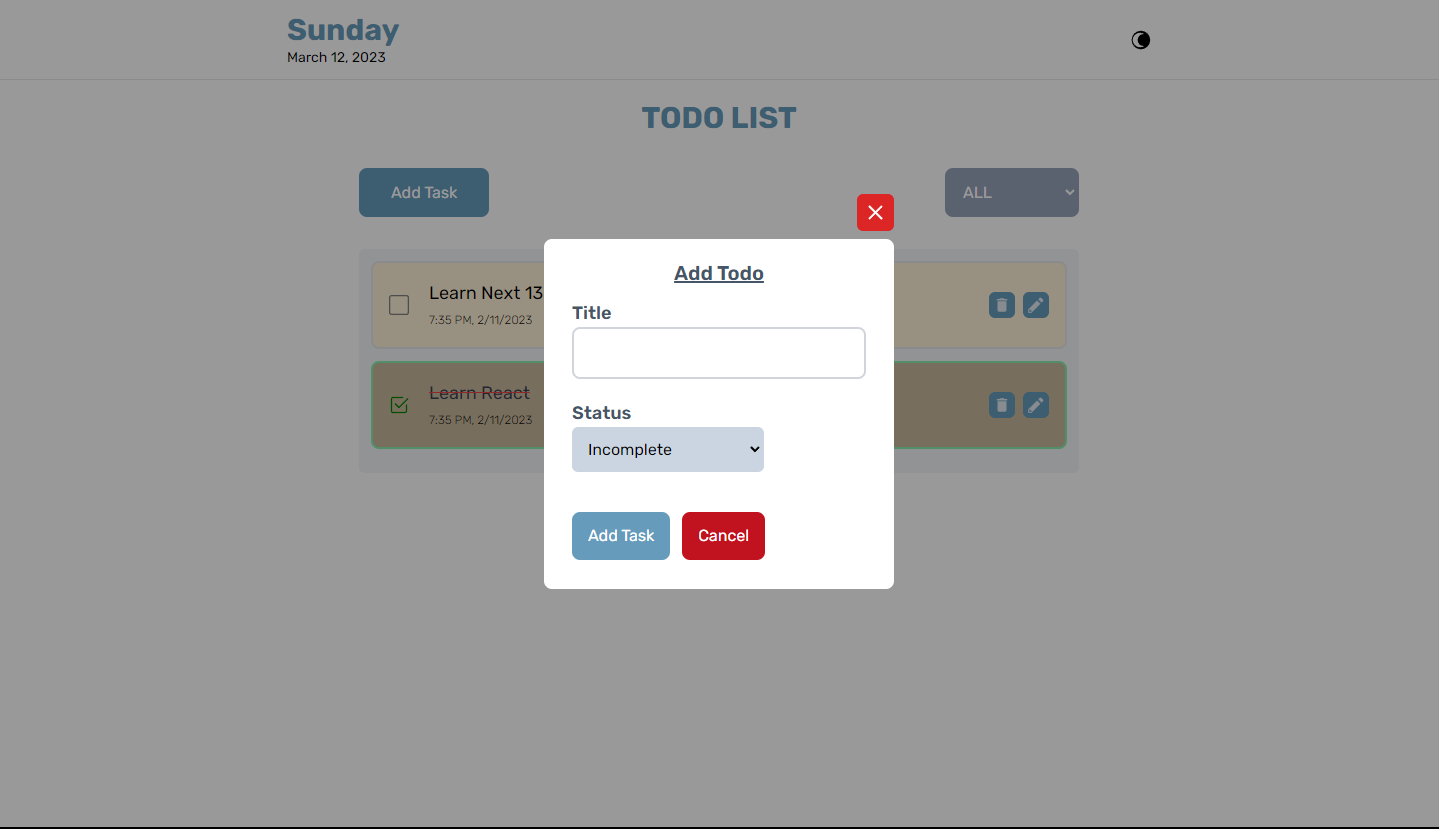 Sunday
March 12, 2023
TODO LIST
Add Task
ALL
Learn Next 13
7:35 PM, 2/11/2023
Learn React
7:35 PM, 2/11/2023
Add Todo
Title
Status
Incomplete
Add Task
Cancel